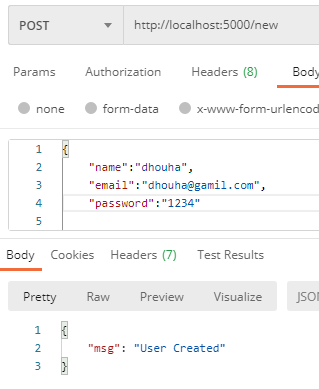 POST http://localhost:5000/new
Params Authorization Headers (8) Body
none form-data x-www-form-urlencod
1 {
2 "name":"dhouha",
3 "email":"dhouha@gamil.com",
4 "password":"1234"
5
Body Cookies Headers (7) Test Results
Pretty Raw Preview Visualize JSON
1 {
2 "msg": "User Created"
3 }